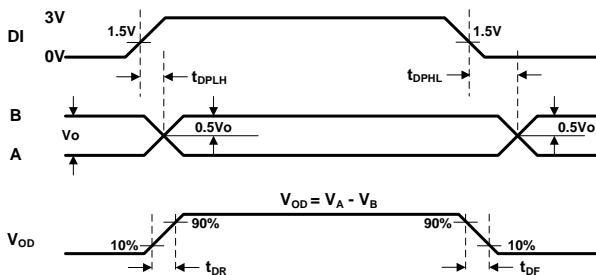 3V
DI
1.5V
1.5V
0V
tDPLH
tDPHL
B
Vo
0.5Vo
0.5Vo
A
VOD = VA - VB
90%
90%
VOD
10%
10%
tDR
tDF